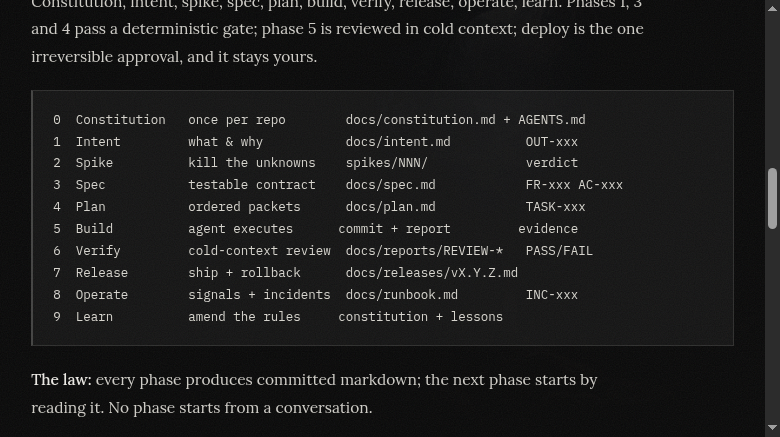 Constitution, intent, spike, spec, plan, build, verify, release, operate, learn. Phases 1, 3
and 4 pass a deterministic gate; phase 5 is reviewed in cold context; deploy is the one
irreversible approval, and it stays yours.
0 Constitution once per repo docs/constitution.md + AGENTS.md
1 Intent what & why docs/intent.md OUT-xxx
2 Spike kill the unknowns spikes/NNN/ verdict
3 Spec testable contract docs/spec.md FR-xxx AC-xxx
4 Plan ordered packets docs/plan.md TASK-xxx
5 Build agent executes commit + report evidence
6 Verify cold-context review docs/reports/REVIEW-* PASS/FAIL
7 Release ship + rollback docs/releases/vX.Y.Z.md
8 Operate signals + incidents docs/runbook.md INC-xxx
9 Learn amend the rules constitution + lessons
The law: every phase produces committed markdown; the next phase starts by
reading it. No phase starts from a conversation.